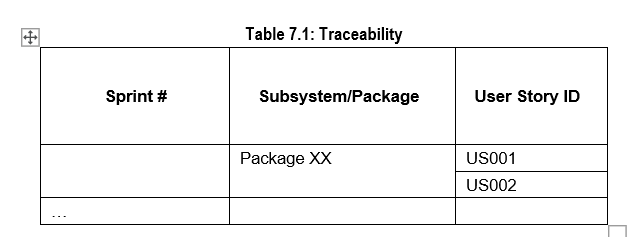 Table 7.1: Traceability
Sprint # Subsystem/Package User Story ID
Package XX US001
US002
...